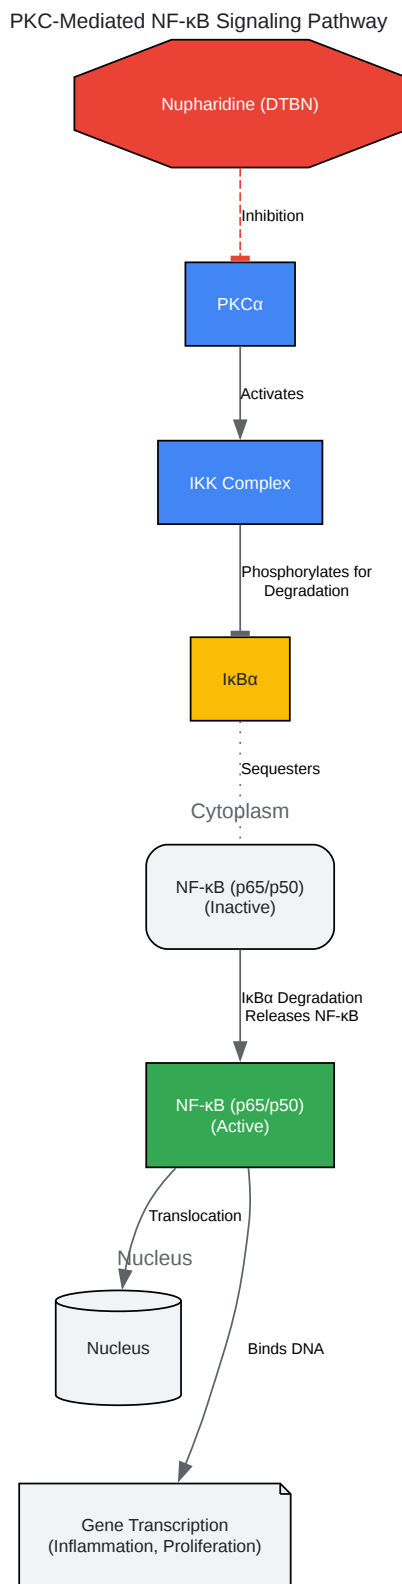 PKC-Mediated NF-κB Signaling Pathway
Nupharidine (DTBN)
Inhibition
PKCα
Activates
IKK Complex
Phosphorylates for
Degradation
IκBα
Sequesters
Cytoplasm
NF-κB (p65/p50)
(Inactive)
IκBα Degradation
Releases NF-κB
NF-κB (p65/p50)
(Active)
Translocation
Nucleus
Nucleus
Binds DNA
Gene Transcription
(Inflammation, Proliferation)